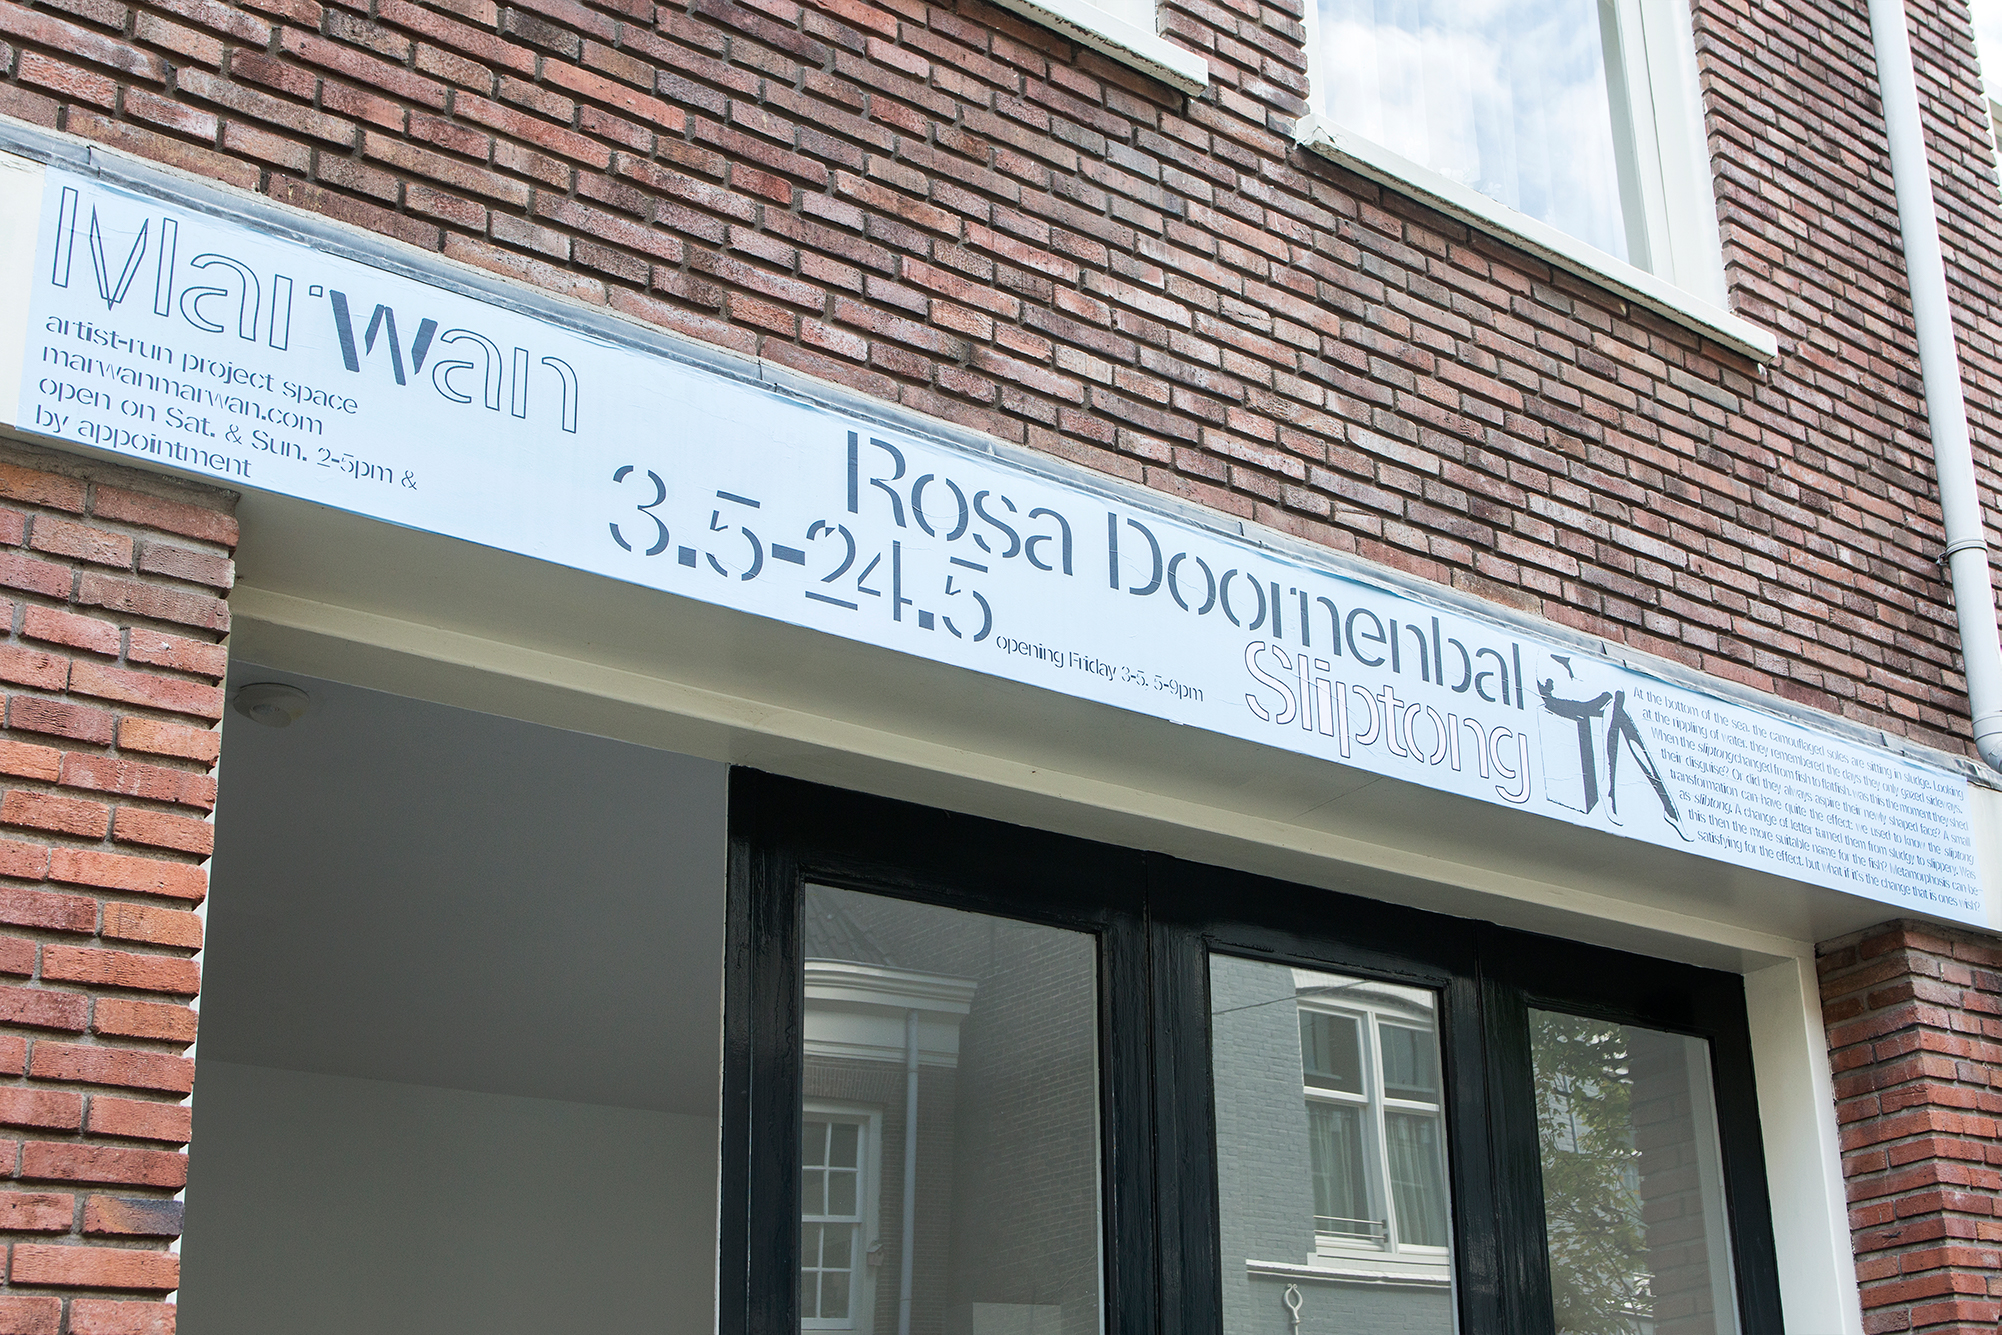 Marwan
artist-run project space
marwanmarwan.com
open on Sat. & Sun. 2-5pm &
by appointment
Rosa Doornenbal
3.5-24.5
opening Friday 3-5, 5-9pm
Sliptong
At the bottom of the sea, the camouflaged soles are sitting in sludge. Looking
at the rippling of water, they remembered the days they only gazed sideways.
When the sliptong changed from fish to flatfish, was this the moment they shed
their disguise? Or did they always aspire their newly shaped face? A small
transformation can have quite the effect: we used to know the sliptong
as slibtong. A change of letter turned them from sludgy to slippery. Was
this then the more suitable name for the fish? Metamorphosis can be
satisfying for the effect, but what if it's the change that is ones wish?